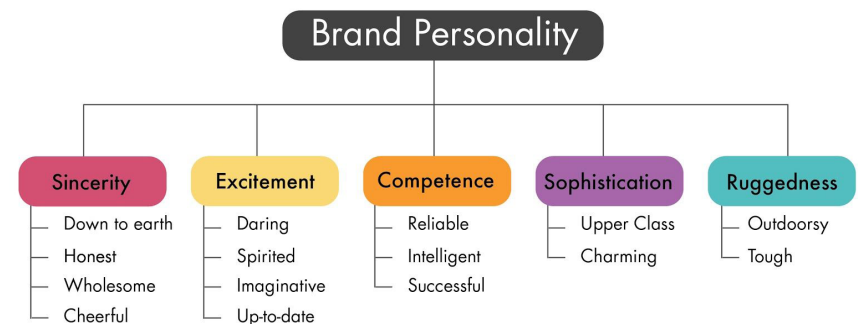 Brand Personality
Sincerity
Down to earth
Honest
Wholesome
Cheerful
Excitement
Daring
Spirited
Imaginative
Up-to-date
Competence
Reliable
Intelligent
Successful
Sophistication
Upper Class
Charming
Ruggedness
Outdoorsy
Tough